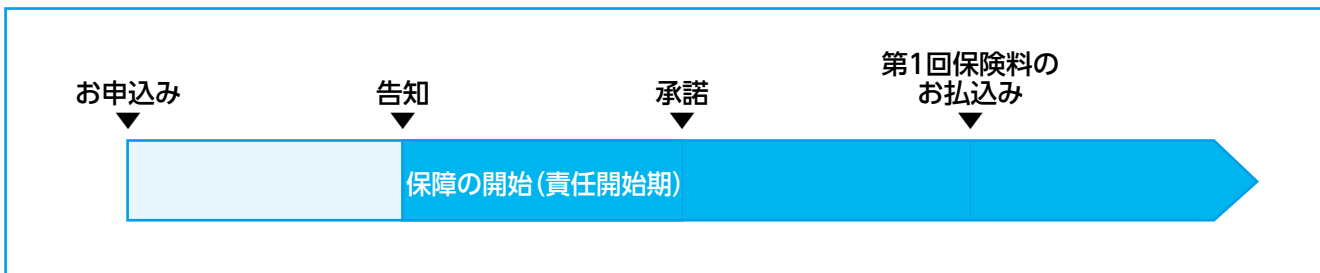 お申込み
告知
承諾
第1回保険料の
お払込み
保障の開始(責任開始期)